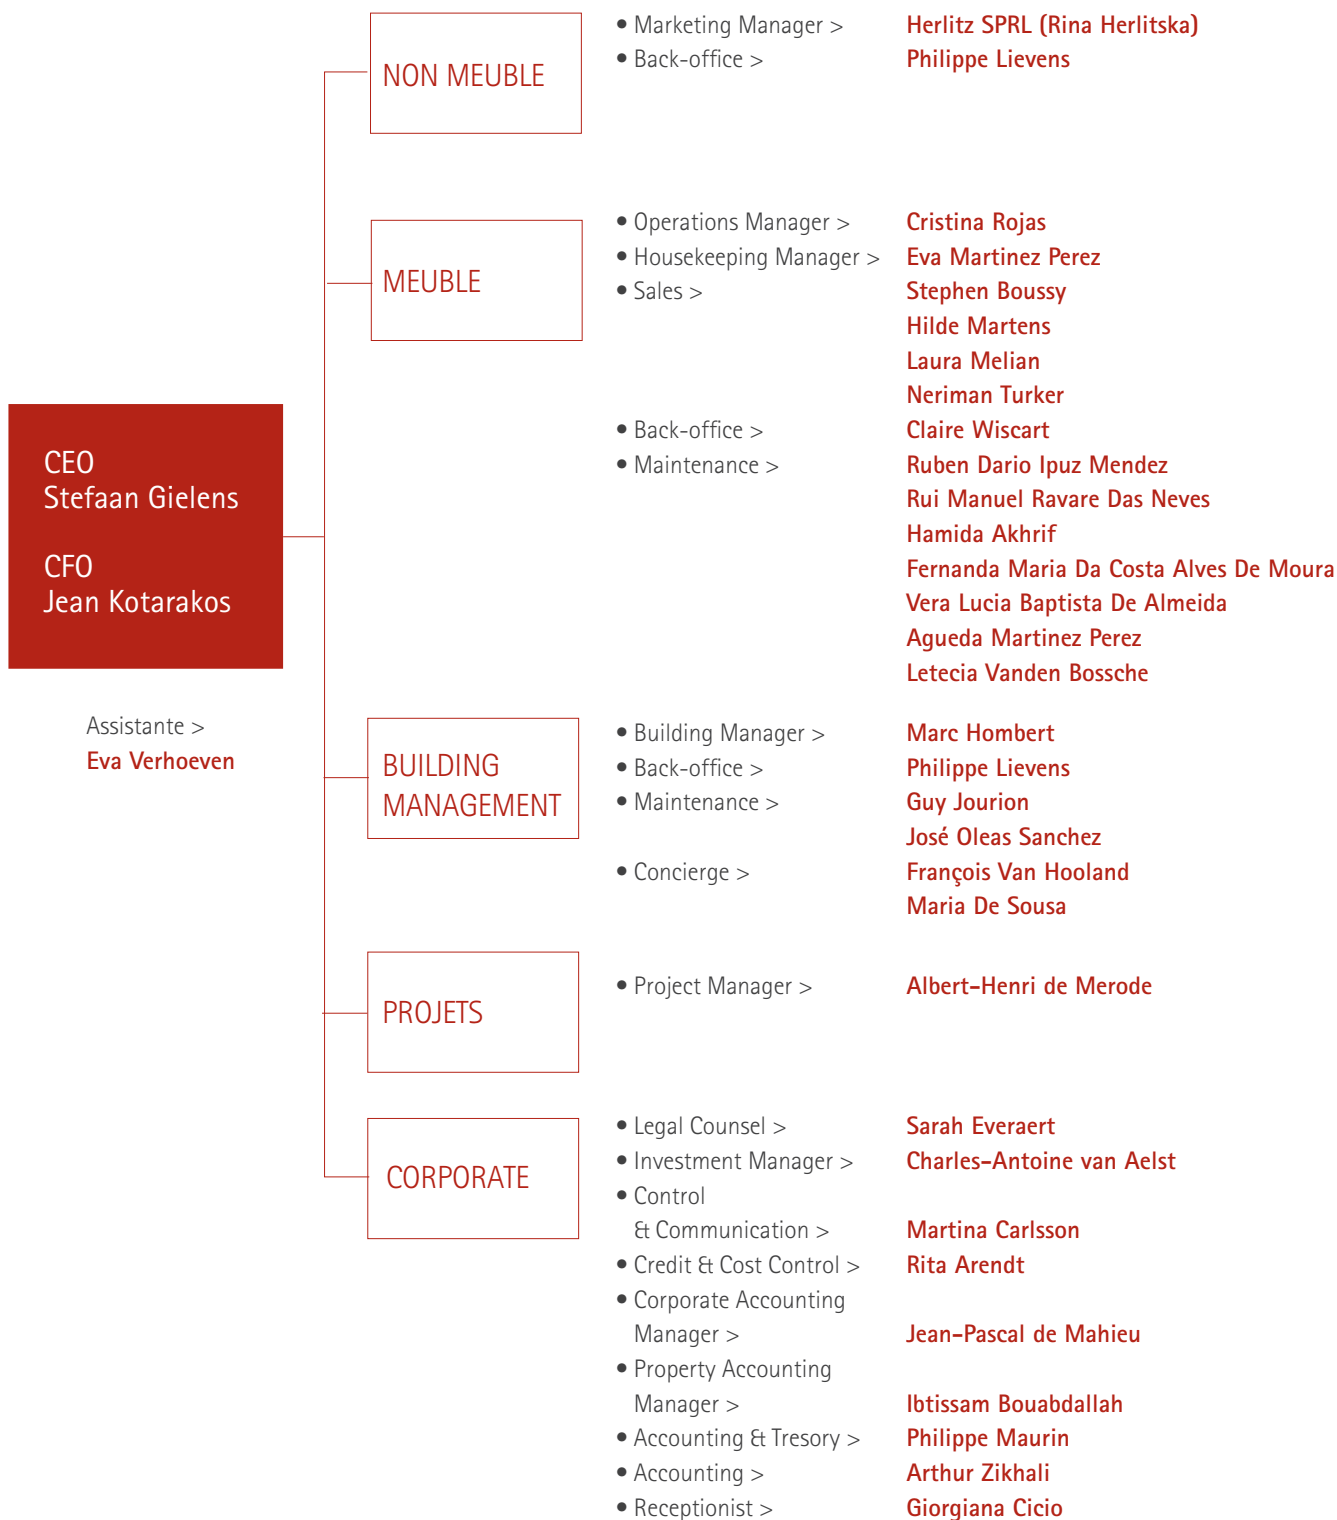 CEO
Stefaan Gielens
CFO
Jean Kotarakos
Assistante >
Eva Verhoeven
NON MEUBLE
• Marketing Manager > Herlitz SPRL (Rina Herlitska)
• Back-office > Philippe Lievens
MEUBLE
• Operations Manager > Cristina Rojas
• Housekeeping Manager > Eva Martinez Perez
• Sales > Stephen Boussy
Hilde Martens
Laura Melian
Neriman Turker
• Back-office > Claire Wiscart
• Maintenance > Ruben Dario Ipuz Mendez
Rui Manuel Ravare Das Neves
Hamida Akhrif
Fernanda Maria Da Costa Alves De Moura
Vera Lucia Baptista De Almeida
Agueda Martinez Perez
Letecia Vanden Bossche
BUILDING
MANAGEMENT
• Building Manager > Marc Hombert
• Back-office > Philippe Lievens
• Maintenance > Guy Jourion
José Oleas Sanchez
• Concierge > François Van Hooland
Maria De Sousa
PROJETS
• Project Manager > Albert-Henri de Merode
CORPORATE
• Legal Counsel > Sarah Everaert
• Investment Manager > Charles-Antoine van Aelst
• Control
& Communication > Martina Carlsson
• Credit & Cost Control > Rita Arendt
• Corporate Accounting
Manager > Jean-Pascal de Mahieu
• Property Accounting
Manager > Ibtissam Bouabdallah
• Accounting & Tresory > Philippe Maurin
• Accounting > Arthur Zikhali
• Receptionist > Giorgiana Cicio